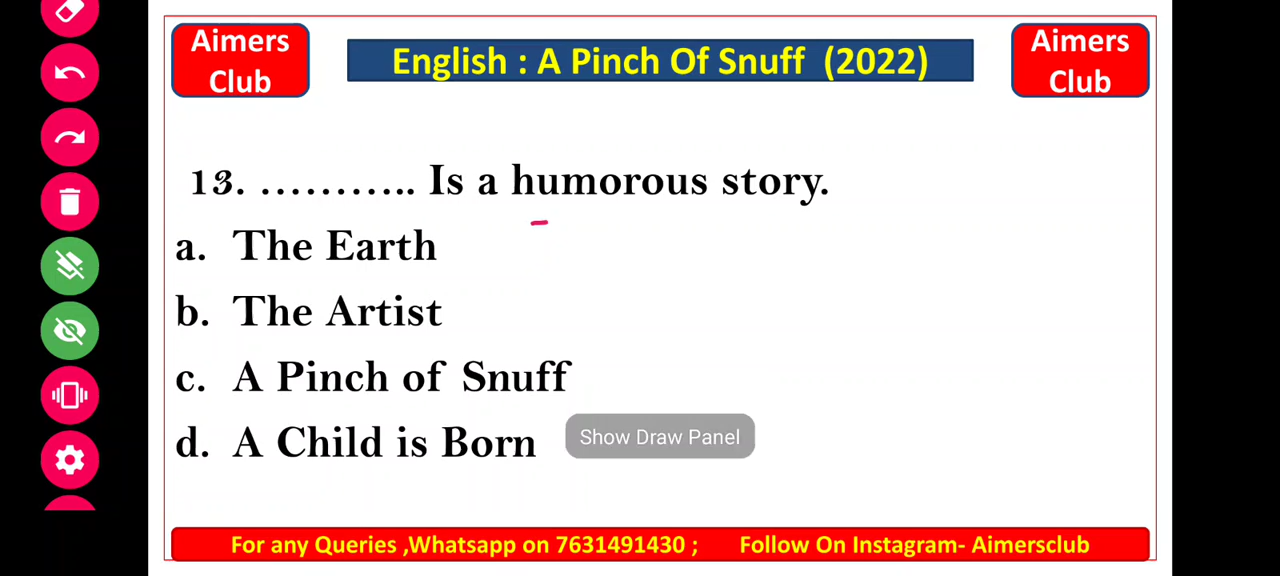 Aimers
Club
English : A Pinch Of Snuff (2022)
Aimers
Club
13. ……….. Is a humorous story.
a. The Earth
b. The Artist
c. A Pinch of Snuff
d. A Child is Born
Show Draw Panel
For any Queries ,Whatsapp on 7631491430 ; Follow On Instagram- Aimersclub